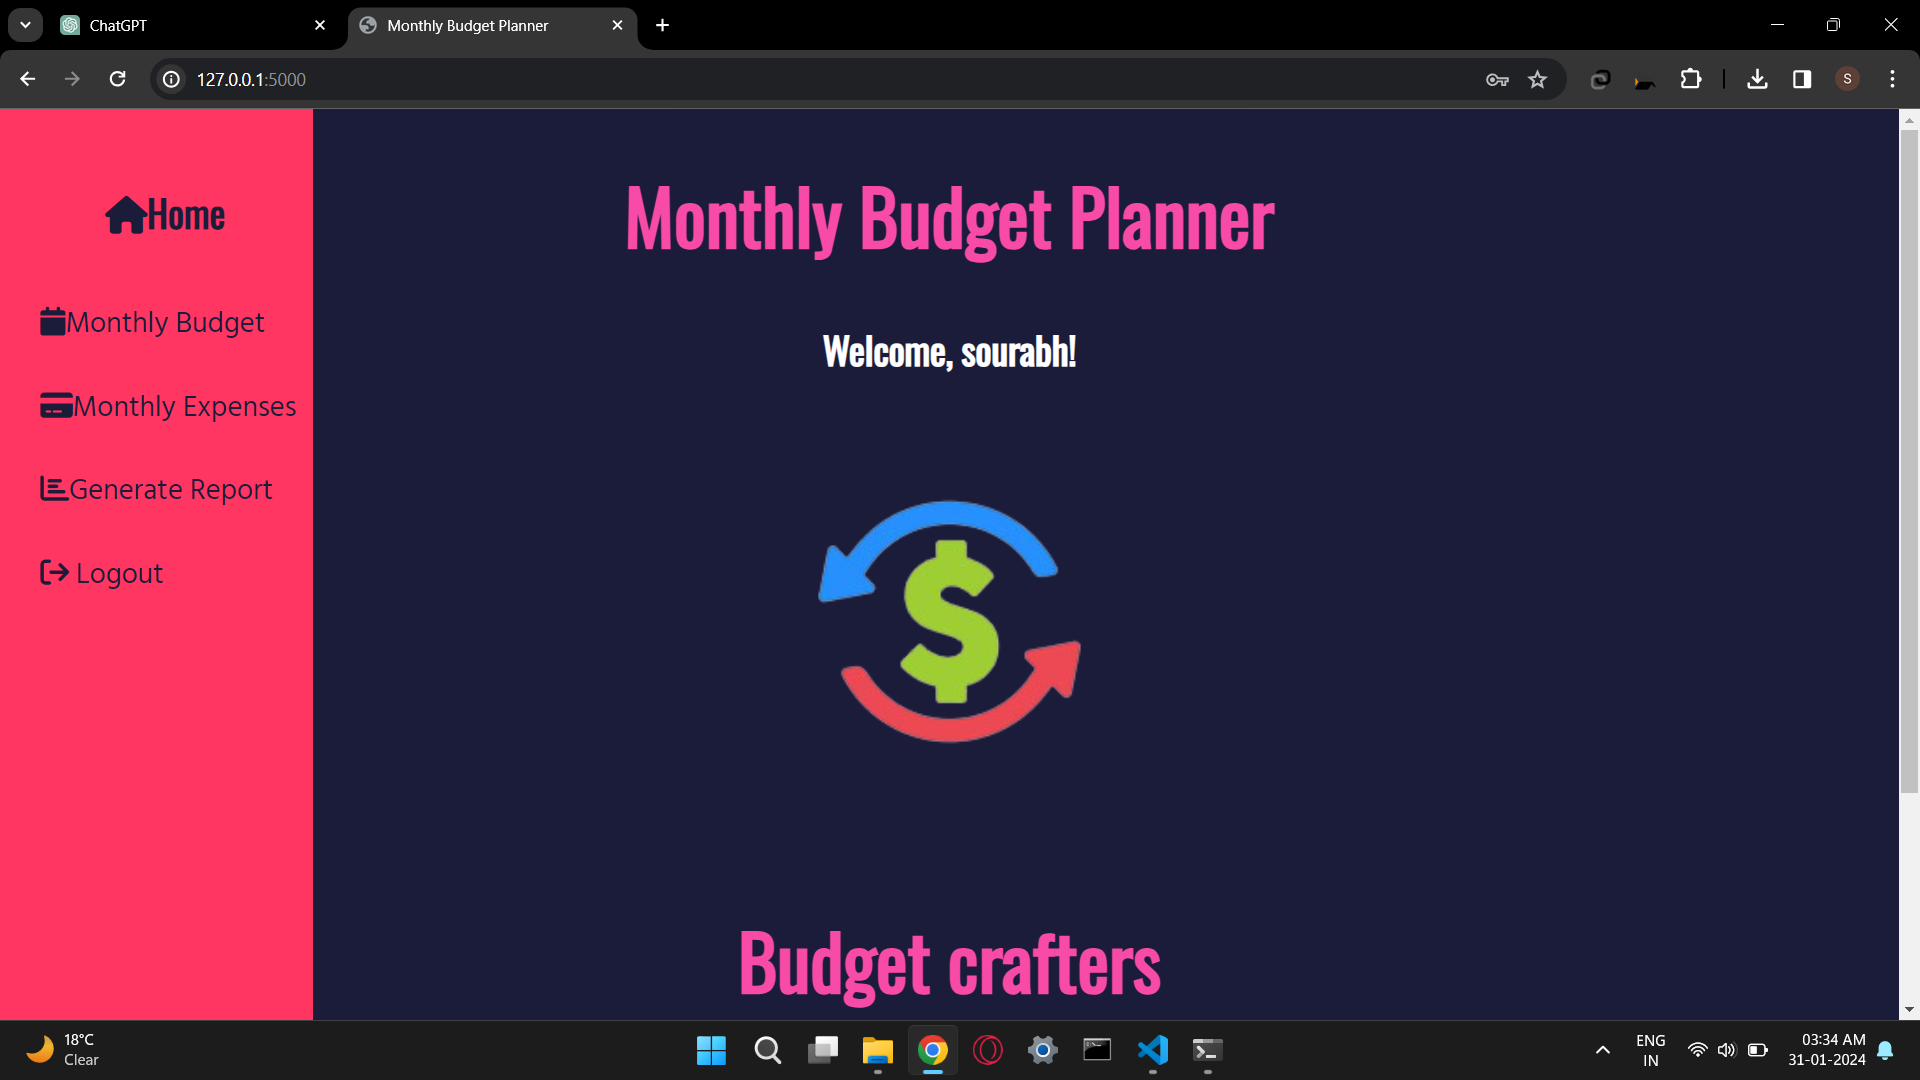 ChatGPT
Monthly Budget Planner
127.0.0.1:5000
S
Home
Monthly Budget
Monthly Expenses
Generate Report
Logout
Monthly Budget Planner
Welcome, sourabh!
$
Budget crafters
18°C
Clear
ENG
IN
03:34 AM
31-01-2024